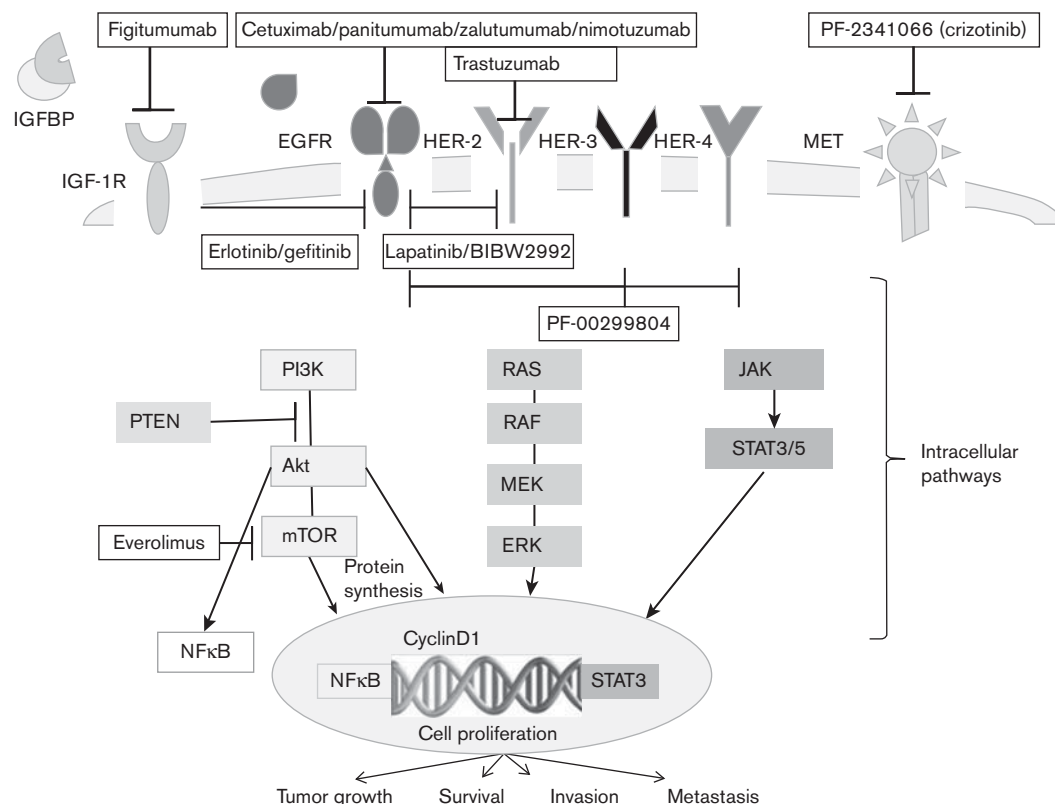 Figitumumab
Cetuximab/panitumumab/zalutumumab/nimotuzumab
PF-2341066 (crizotinib)
Trastuzumab
IGFBP
EGFR
HER-2
HER-3
HER-4
MET
IGF-1R
Erlotinib/gefitinib
Lapatinib/BIBW2992
PF-00299804
PI3K
RAS
JAK
PTEN
RAF
STAT3/5
Akt
MEK
Intracellular
pathways
Everolimus
mTOR
ERK
Protein
synthesis
NFκB
CyclinD1
NFκB
STAT3
Cell proliferation
Tumor growth
Survival
Invasion
Metastasis